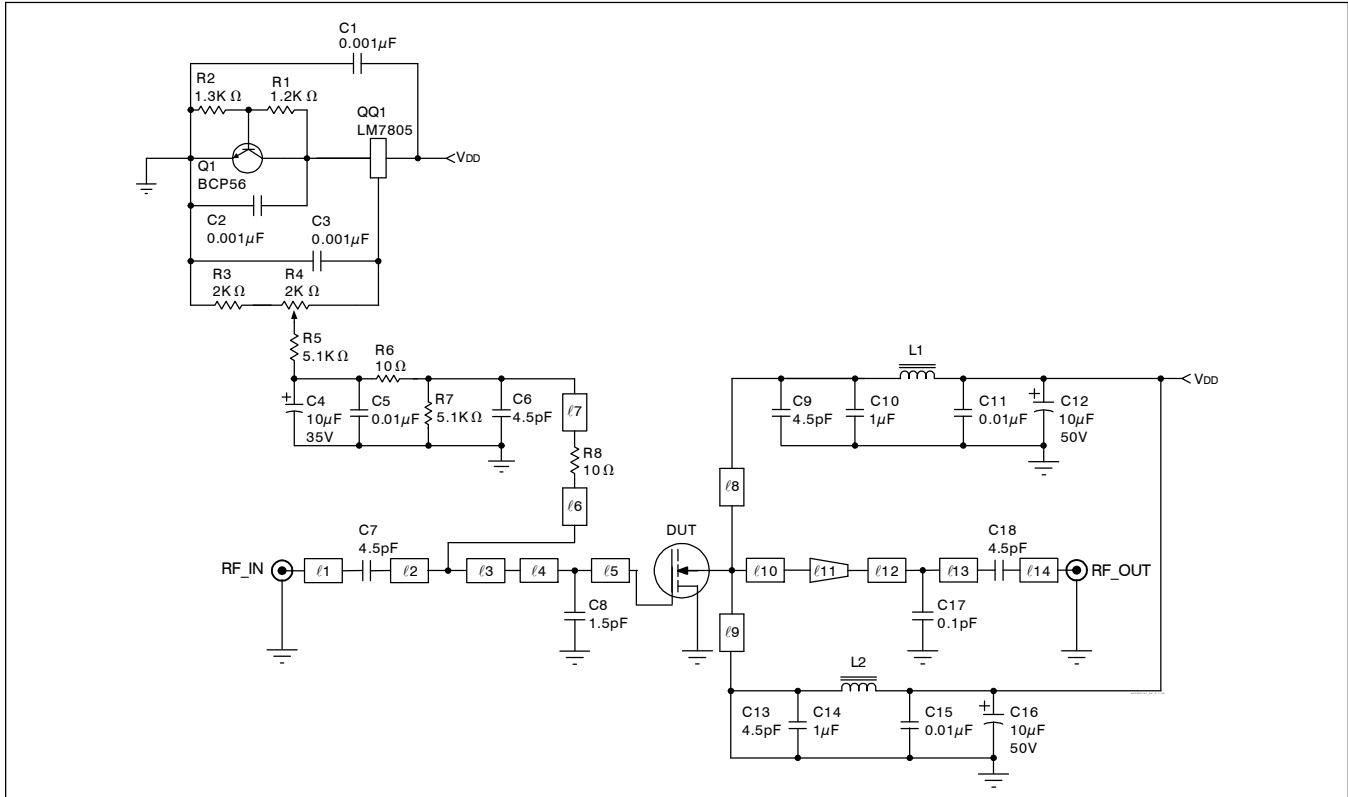 C1
0.001µF
R2
1.3K Ω
R1
1.2K Ω
QQ1
LM7805
VDD
Q1
BCP56
C2
0.001µF
C3
0.001µF
R3
2K Ω
R4
2K Ω
R5
5.1K Ω
R6
10 Ω
+
C4
10µF
35V
C5
0.01µF
R7
5.1K Ω
C6
4.5pF
ℓ7
R8
10 Ω
ℓ6
L1
VDD
C9
4.5pF
C10
1µF
C11
0.01µF
+
C12
10µF
50V
ℓ8
DUT
RF_IN
ℓ1
C7
4.5pF
ℓ2
ℓ3
ℓ4
ℓ5
C8
1.5pF
ℓ10
ℓ11
ℓ12
ℓ13
C18
4.5pF
ℓ14
RF_OUT
C17
0.1pF
ℓ9
L2
C13
4.5pF
C14
1µF
C15
0.01µF
+
C16
10µF
50V